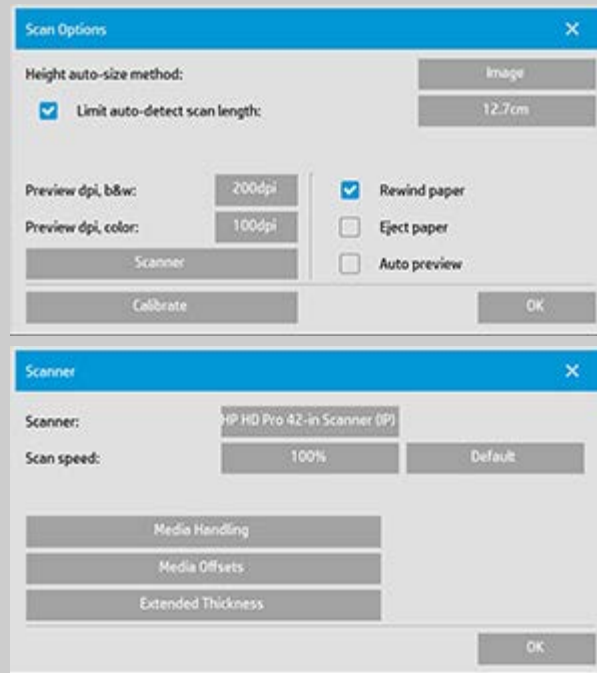 Scan Options
Height auto-size method: Image
Limit auto-detect scan length: 12.7cm
Preview dpi, b&w: 200dpi Rewind paper
Preview dpi, color: 100dpi Eject paper
Scanner Auto preview
Calibrate OK
Scanner
Scanner: HP HD Pro 42-in Scanner (IP)
Scan speed: 100% Default
Media Handling
Media Offsets
Extended Thickness
OK